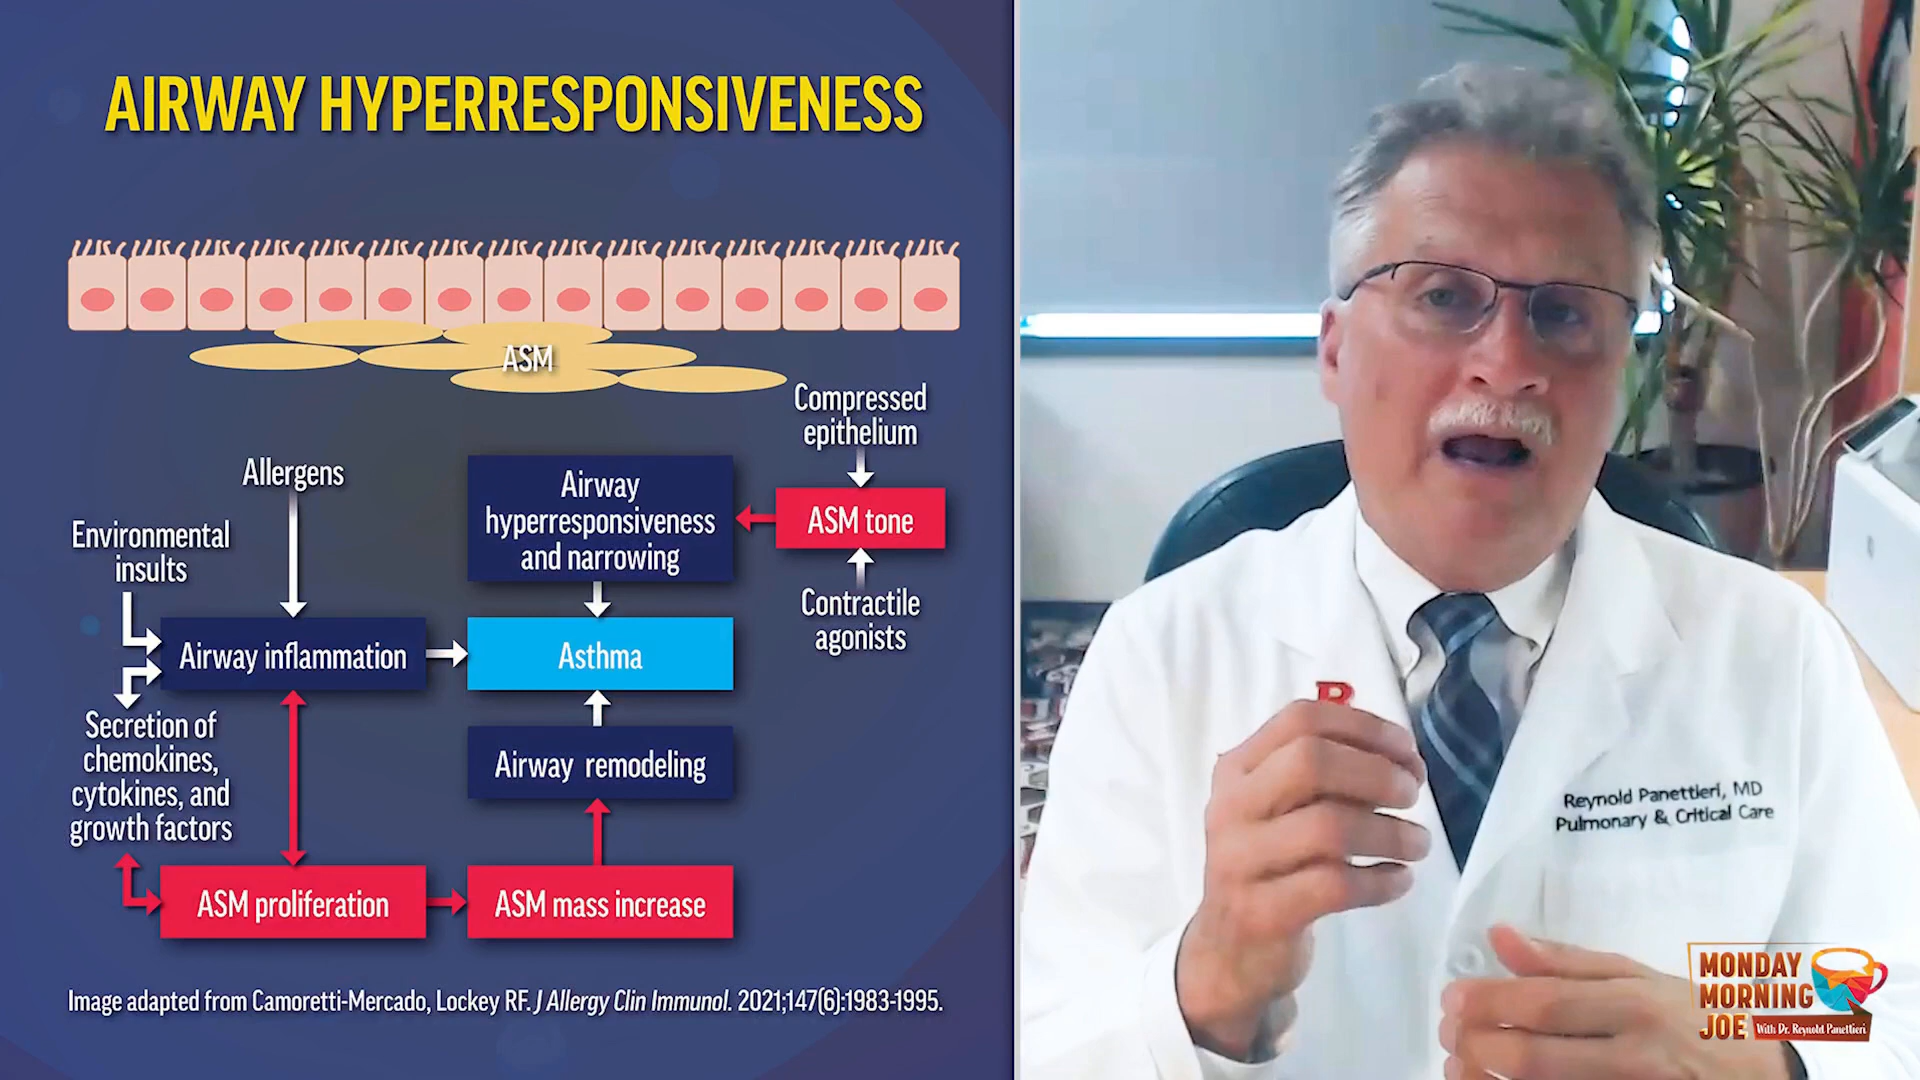 AIRWAY HYPERRESPONSIVENESS
ASM
Compressed
epithelium
Allergens
Airway
hyperresponsiveness
and narrowing
ASM tone
Environmental
insults
Contractile
agonists
Airway inflammation
Asthma
Secretion of
chemokines,
cytokines, and
growth factors
Airway remodeling
ASM proliferation
ASM mass increase
Image adapted from Camoretti-Mercado, Lockey RF. J Allergy Clin Immunol. 2021;147(6):1983-1995.
R
Reynold Panettieri, MD
Pulmonary & Critical Care
MONDAY
MORNING
JOE
With Dr. Reynold Panettieri